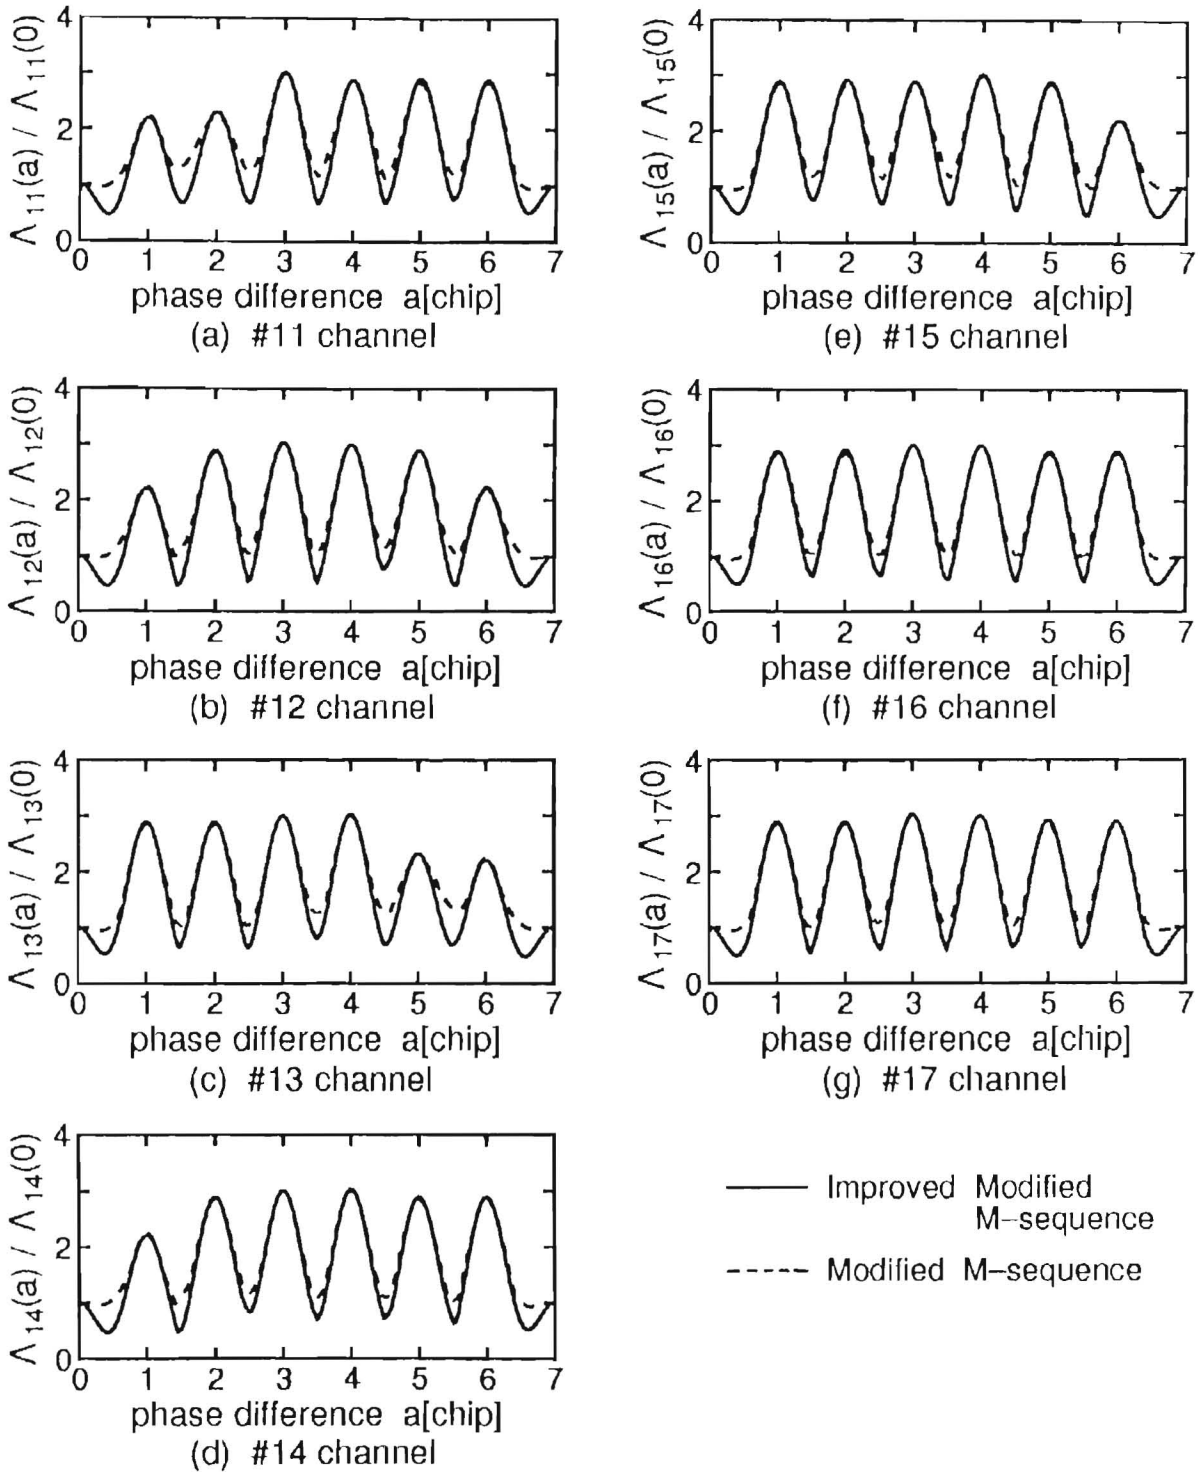 Λ11(a) / Λ11(0)
4
2
0
0 1 2 3 4 5 6 7
phase difference a[chip]
(a) #11 channel
Λ12(a) / Λ12(0)
4
2
0
0 1 2 3 4 5 6 7
phase difference a[chip]
(b) #12 channel
Λ13(a) / Λ13(0)
4
2
0
0 1 2 3 4 5 6 7
phase difference a[chip]
(c) #13 channel
Λ14(a) / Λ14(0)
4
2
0
0 1 2 3 4 5 6 7
phase difference a[chip]
(d) #14 channel
Λ15(a) / Λ15(0)
4
2
0
0 1 2 3 4 5 6 7
phase difference a[chip]
(e) #15 channel
Λ16(a) / Λ16(0)
4
2
0
0 1 2 3 4 5 6 7
phase difference a[chip]
(f) #16 channel
Λ17(a) / Λ17(0)
4
2
0
0 1 2 3 4 5 6 7
phase difference a[chip]
(g) #17 channel
Improved Modified
M-sequence
Modified M-sequence